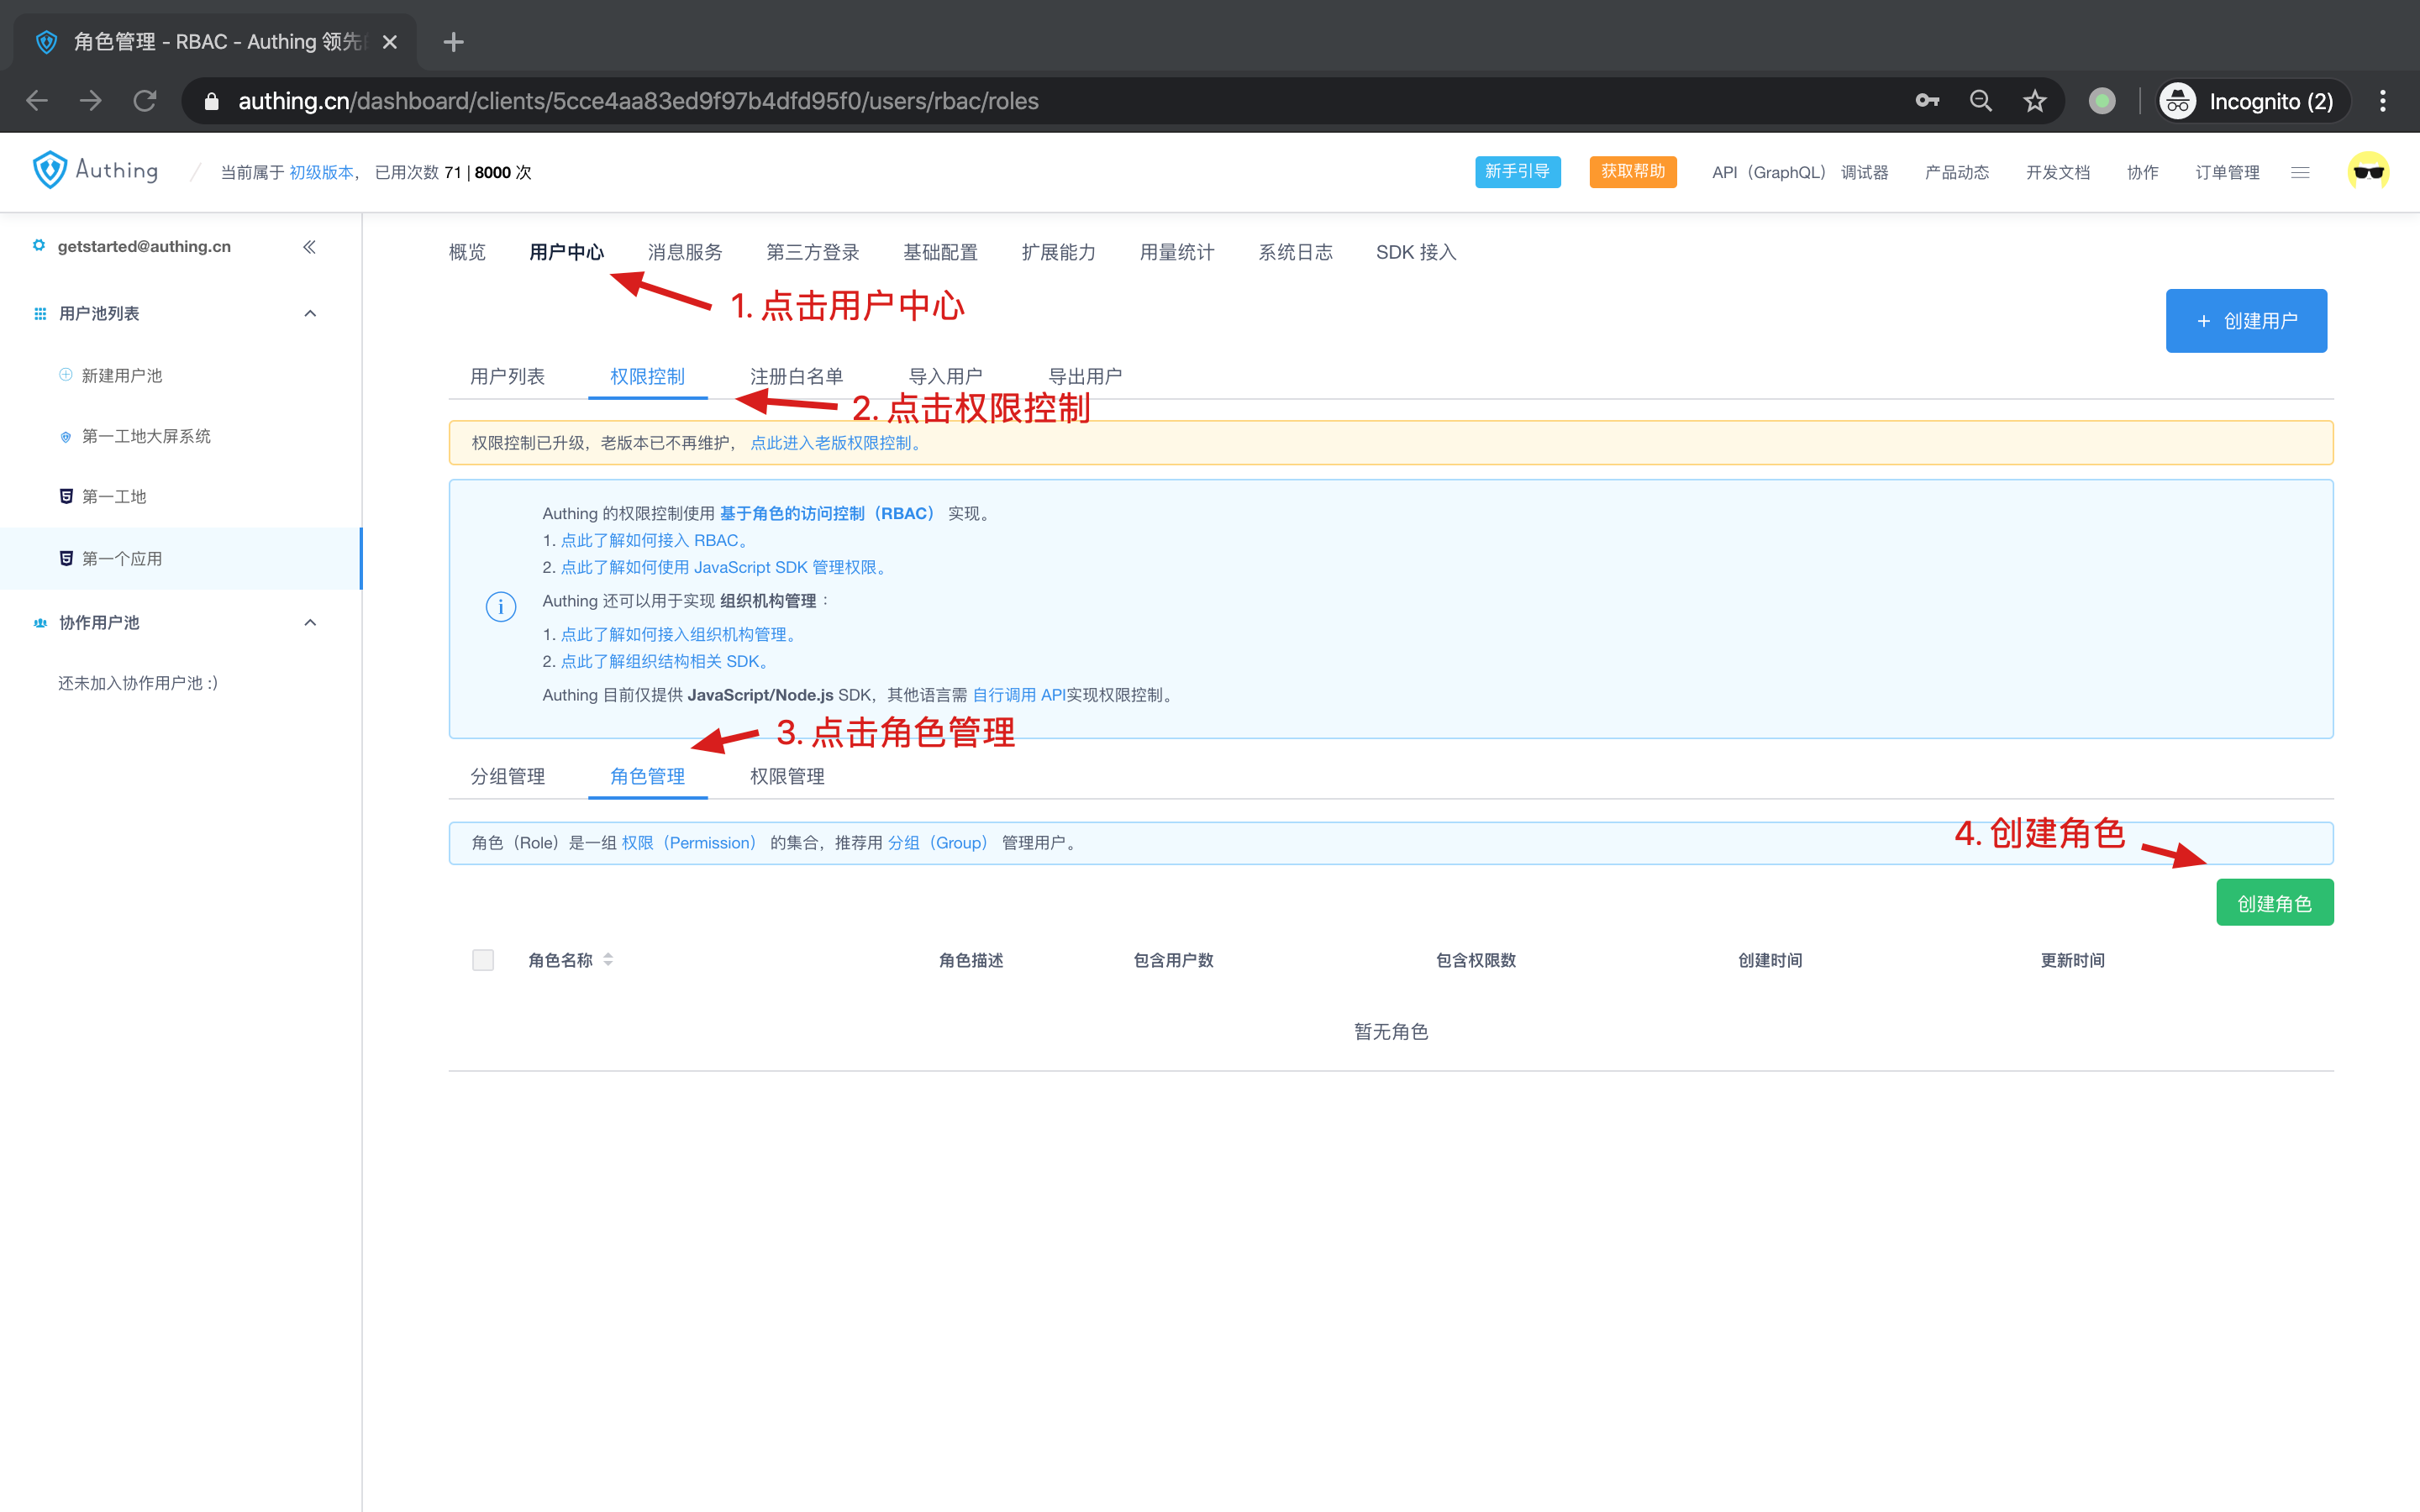 角色管理 - RBAC - Authing 领先
authing.cn/dashboard/clients/5cce4aa83ed9f97b4dfd95f0/users/rbac/roles
Incognito (2)
Authing / 当前属于 初级版本， 已用次数 71 | 8000 次
新手引导 获取帮助 API（GraphQL） 调试器 产品动态 开发文档 协作 订单管理
getstarted@authing.cn
用户池列表
新建用户池
第一工地大屏系统
第一工地
第一个应用
协作用户池
还未加入协作用户池 :)
概览 用户中心 消息服务 第三方登录 基础配置 扩展能力 用量统计 系统日志 SDK 接入
1. 点击用户中心
+ 创建用户
用户列表 权限控制 注册白名单 导入用户 导出用户
2. 点击权限控制
权限控制已升级，老版本已不再维护， 点此进入老版权限控制。
Authing 的权限控制使用 基于角色的访问控制（RBAC） 实现。
1. 点此了解如何接入 RBAC。
2. 点此了解如何使用 JavaScript SDK 管理权限。
Authing 还可以用于实现 组织机构管理：
1. 点此了解如何接入组织机构管理。
2. 点此了解组织结构相关 SDK。
Authing 目前仅提供 JavaScript/Node.js SDK，其他语言需 自行调用 API实现权限控制。
3. 点击角色管理
分组管理 角色管理 权限管理
角色（Role）是一组 权限（Permission） 的集合，推荐用 分组（Group） 管理用户。
4. 创建角色
创建角色
角色名称 角色描述 包含用户数 包含权限数 创建时间 更新时间
暂无角色